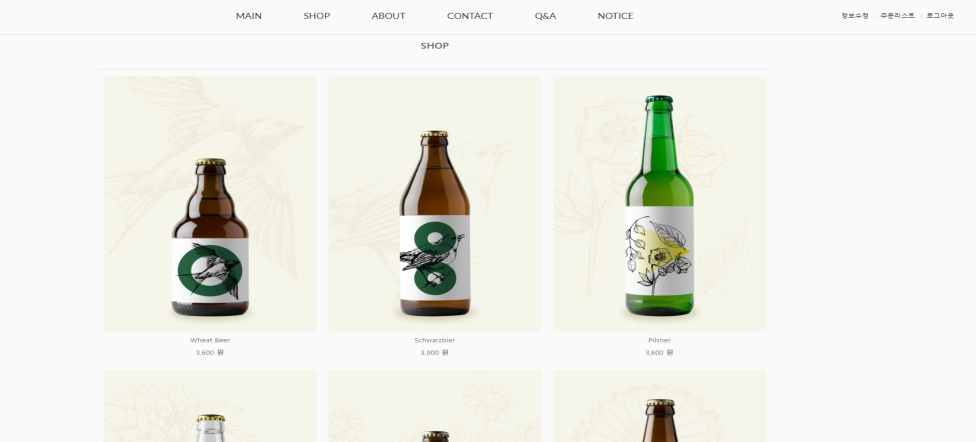 MAIN SHOP ABOUT CONTACT Q&A NOTICE 정보수정 주문리스트 로그아웃
SHOP
Wheat Beer Schwarzbier Pilsner
3,600 원 3,900 원 3,600 원